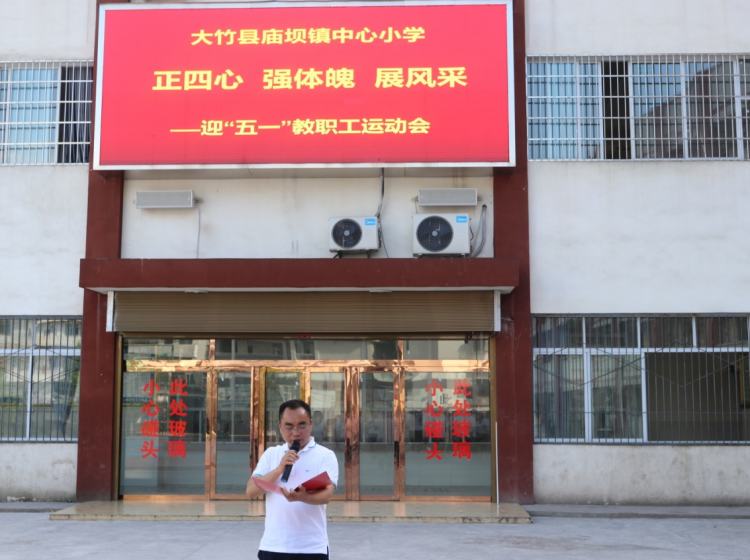 大竹县庙坝镇中心小学
正四心 强体魄 展风采
——迎“五一”教职工运动会
此处玻璃
小心碰头
此处玻璃
小心碰头